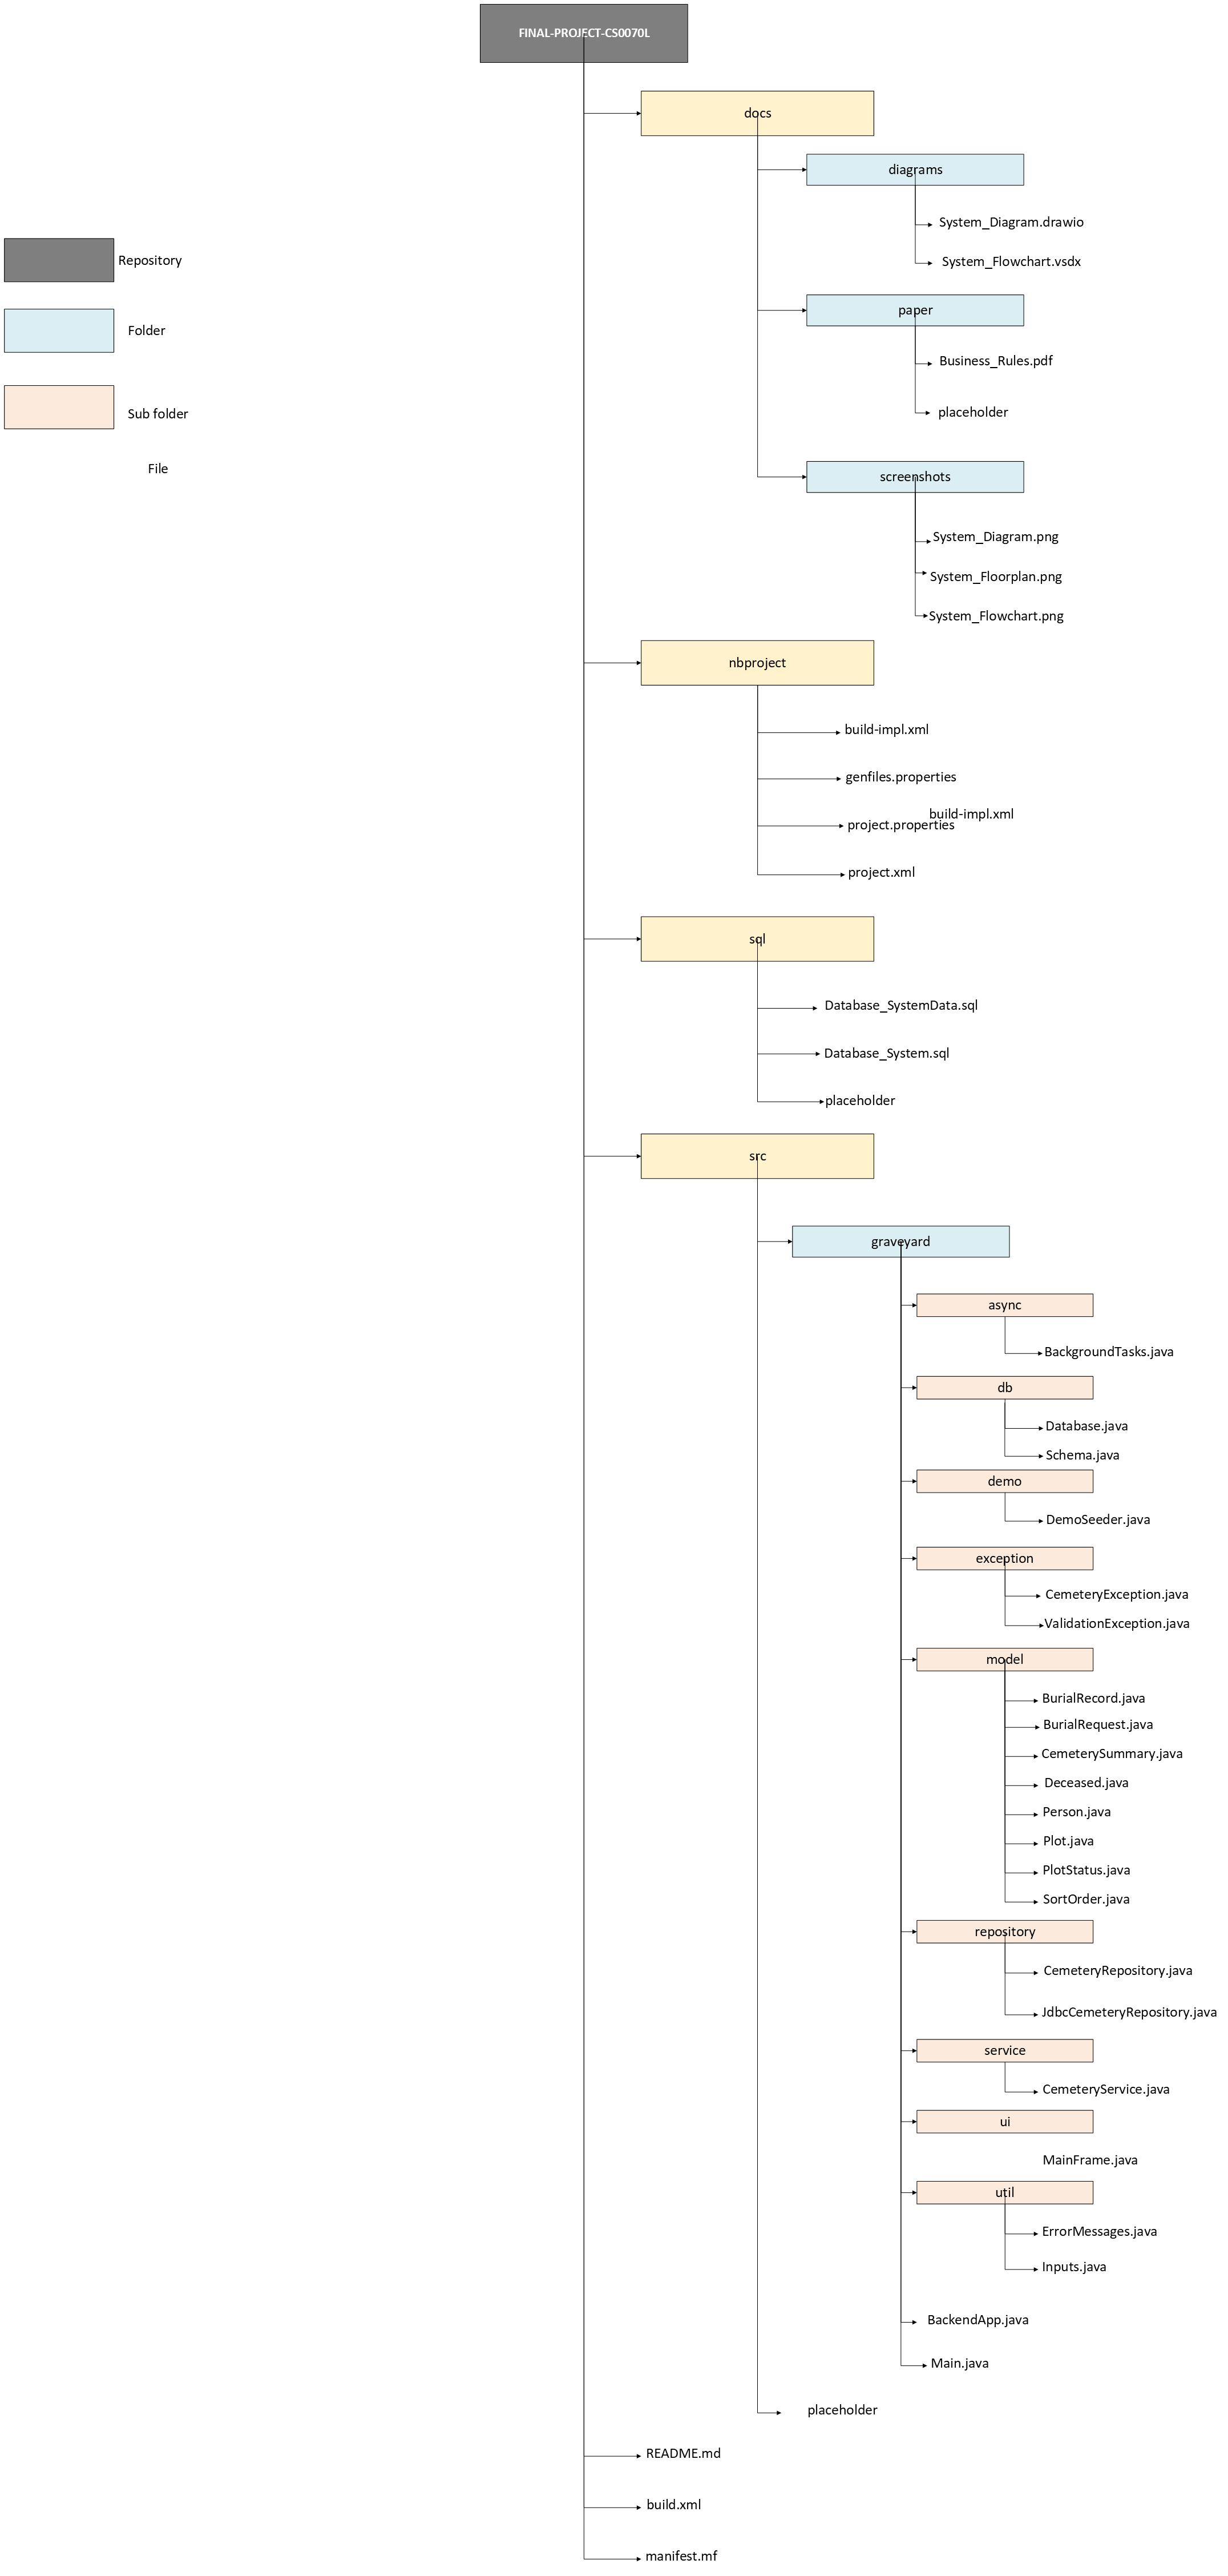 FINAL-PROJECT-CS0070L
docs
diagrams
System_Diagram.drawio
Repository
System_Flowchart.vsdx
paper
Folder
Business_Rules.pdf
Sub folder
placeholder
File
screenshots
System_Diagram.png
System_Floorplan.png
System_Flowchart.png
nbproject
build-impl.xml
genfiles.properties
build-impl.xml
project.properties
project.xml
sql
Database_SystemData.sql
Database_System.sql
placeholder
src
graveyard
async
BackgroundTasks.java
db
Database.java
Schema.java
demo
DemoSeeder.java
exception
CemeteryException.java
ValidationException.java
model
BurialRecord.java
BurialRequest.java
CemeterySummary.java
Deceased.java
Person.java
Plot.java
PlotStatus.java
SortOrder.java
repository
CemeteryRepository.java
JdbcCemeteryRepository.java
service
CemeteryService.java
ui
MainFrame.java
util
ErrorMessages.java
Inputs.java
BackendApp.java
Main.java
placeholder
README.md
build.xml
manifest.mf